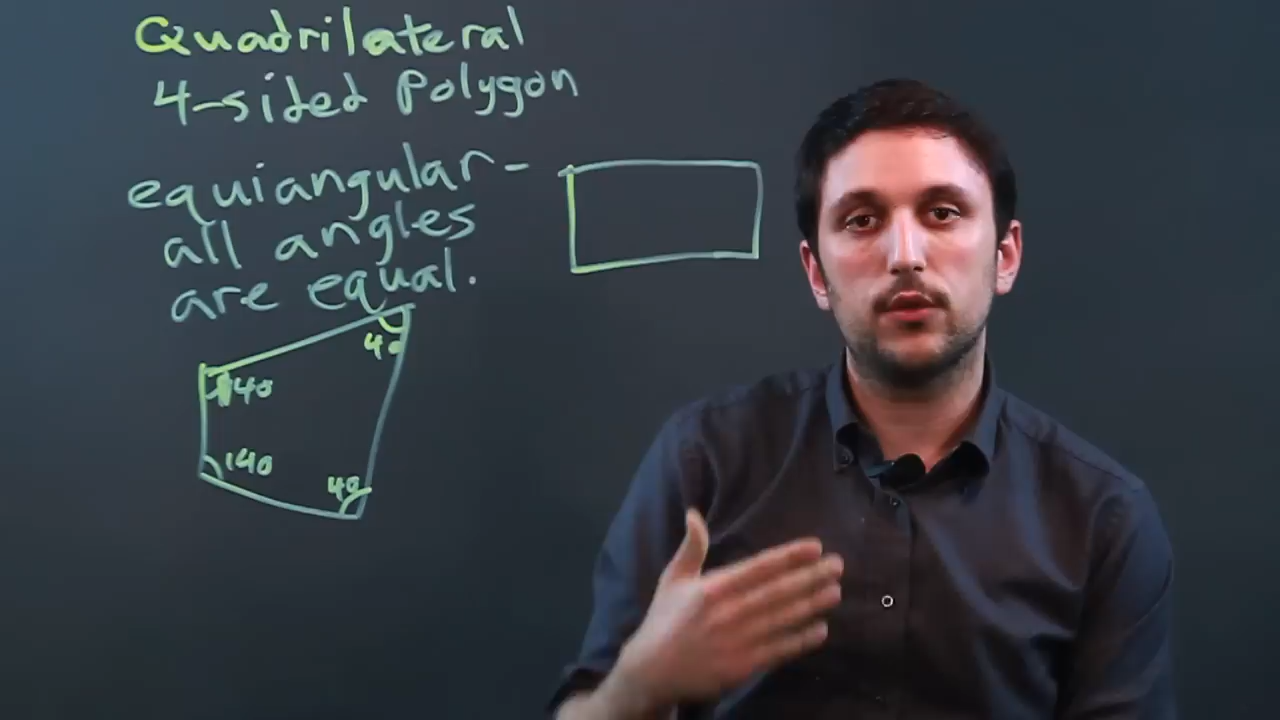 Quadrilateral
4-sided Polygon
equiangular-
all angles
are equal.
40
140
140
40